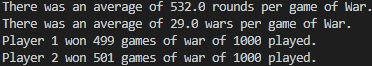 There was an average of 532.0 rounds per game of War.
There was an average of 29.0 wars per game of War.
Player 1 won 499 games of war of 1000 played.
Player 2 won 501 games of war of 1000 played.